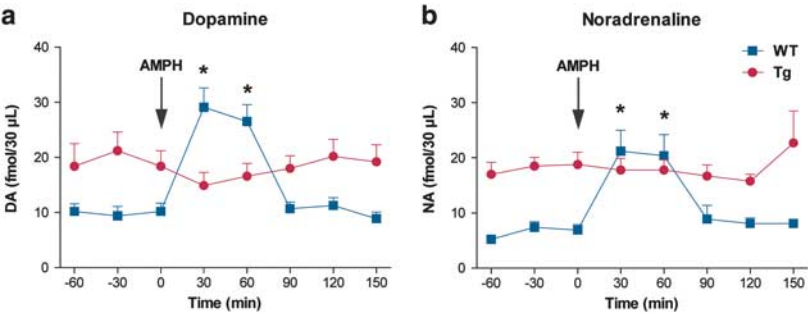 a
Dopamine
40
30
20
10
0
DA (fmol/30 µL)
AMPH
*
*
-60 -30 0 30 60 90 120 150
Time (min)
b
Noradrenaline
40
30
20
10
0
NA (fmol/30 µL)
AMPH
*
*
WT
Tg
-60 -30 0 30 60 90 120 150
Time (min)